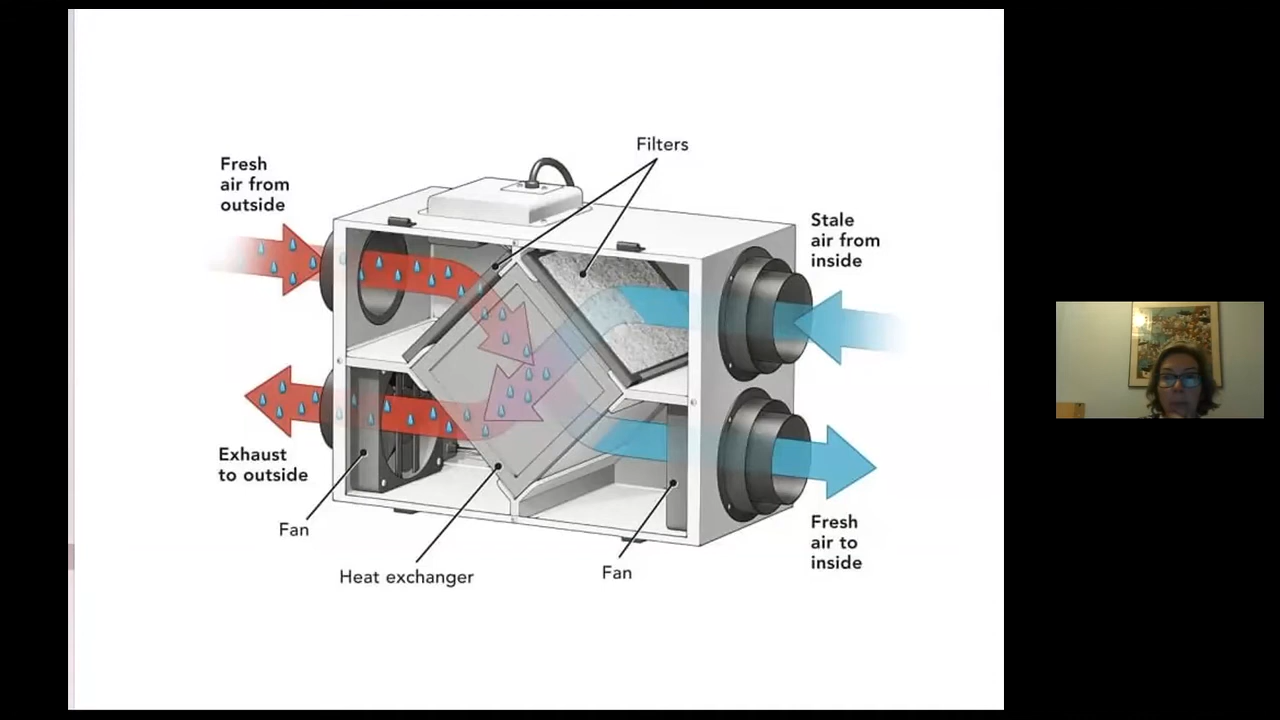 Filters
Fresh
air from
outside
Stale
air from
inside
Exhaust
to outside
Fan
Heat exchanger
Fan
Fresh
air to
inside